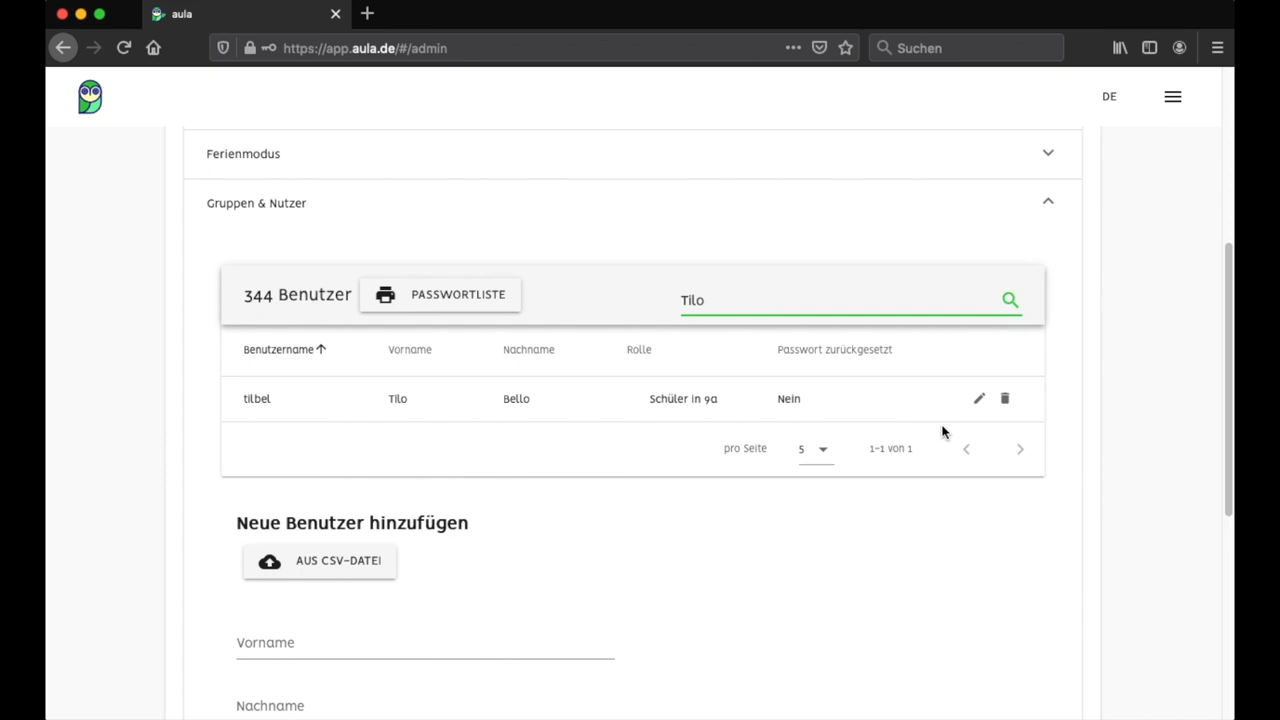 aula
https://app.aula.de/#/admin
Suchen
DE
Ferienmodus
Gruppen & Nutzer
344 Benutzer
PASSWORTLISTE
Tilo
Benutzername Vorname Nachname Rolle Passwort zurückgesetzt
tilbel Tilo Bello Schüler in 9a Nein
pro Seite 5 1-1 von 1
Neue Benutzer hinzufügen
AUS CSV-DATEI
Vorname
Nachname